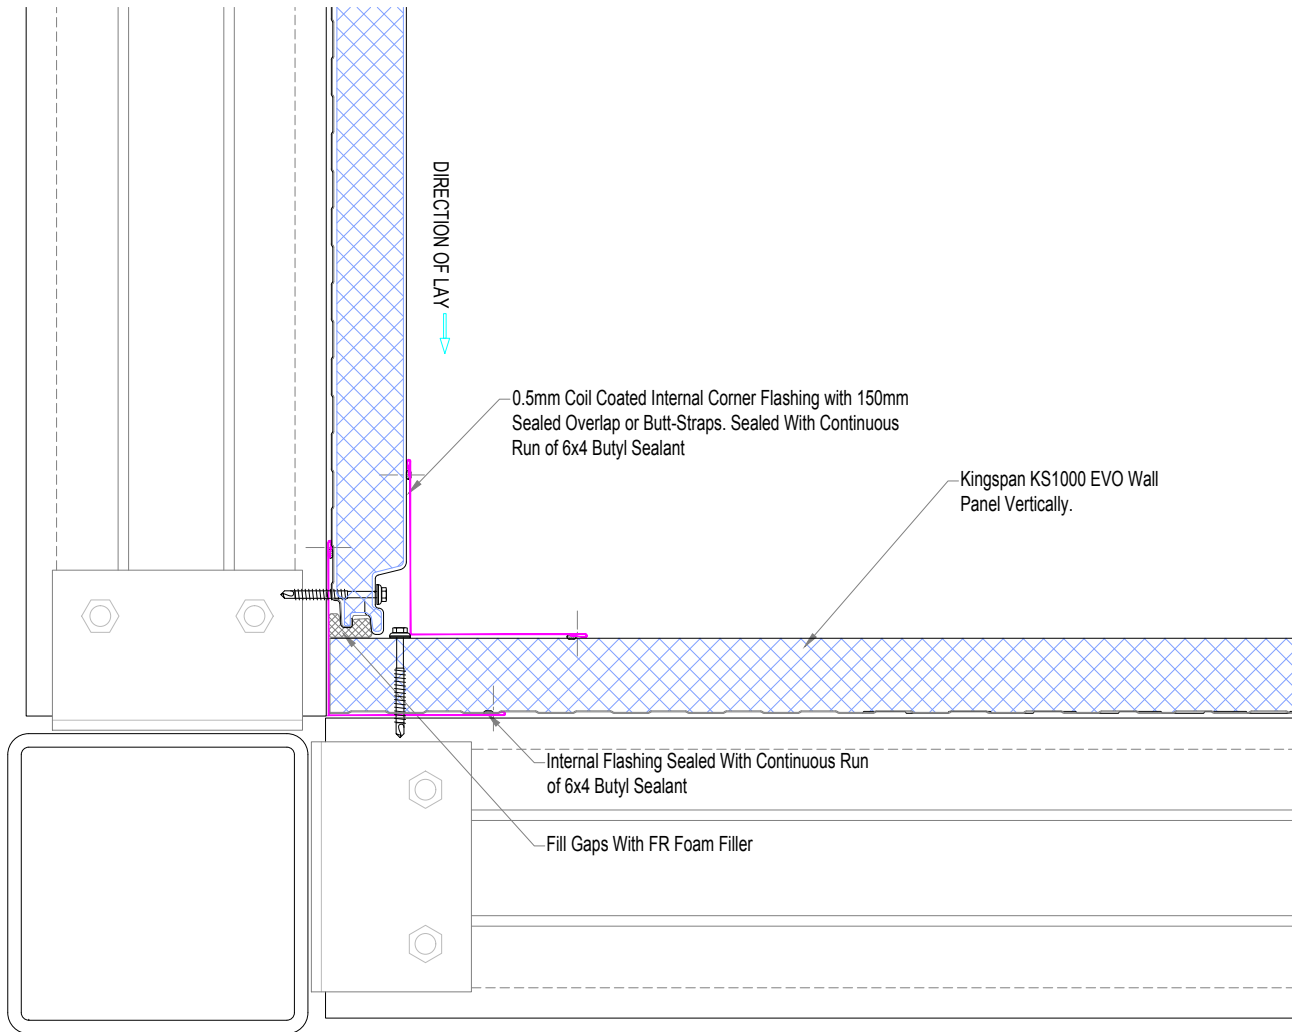 DIRECTION OF LAY
0.5mm Coil Coated Internal Corner Flashing with 150mm
Sealed Overlap or Butt-Straps. Sealed With Continuous
Run of 6x4 Butyl Sealant
Kingspan KS1000 EVO Wall
Panel Vertically.
Internal Flashing Sealed With Continuous Run
of 6x4 Butyl Sealant
Fill Gaps With FR Foam Filler